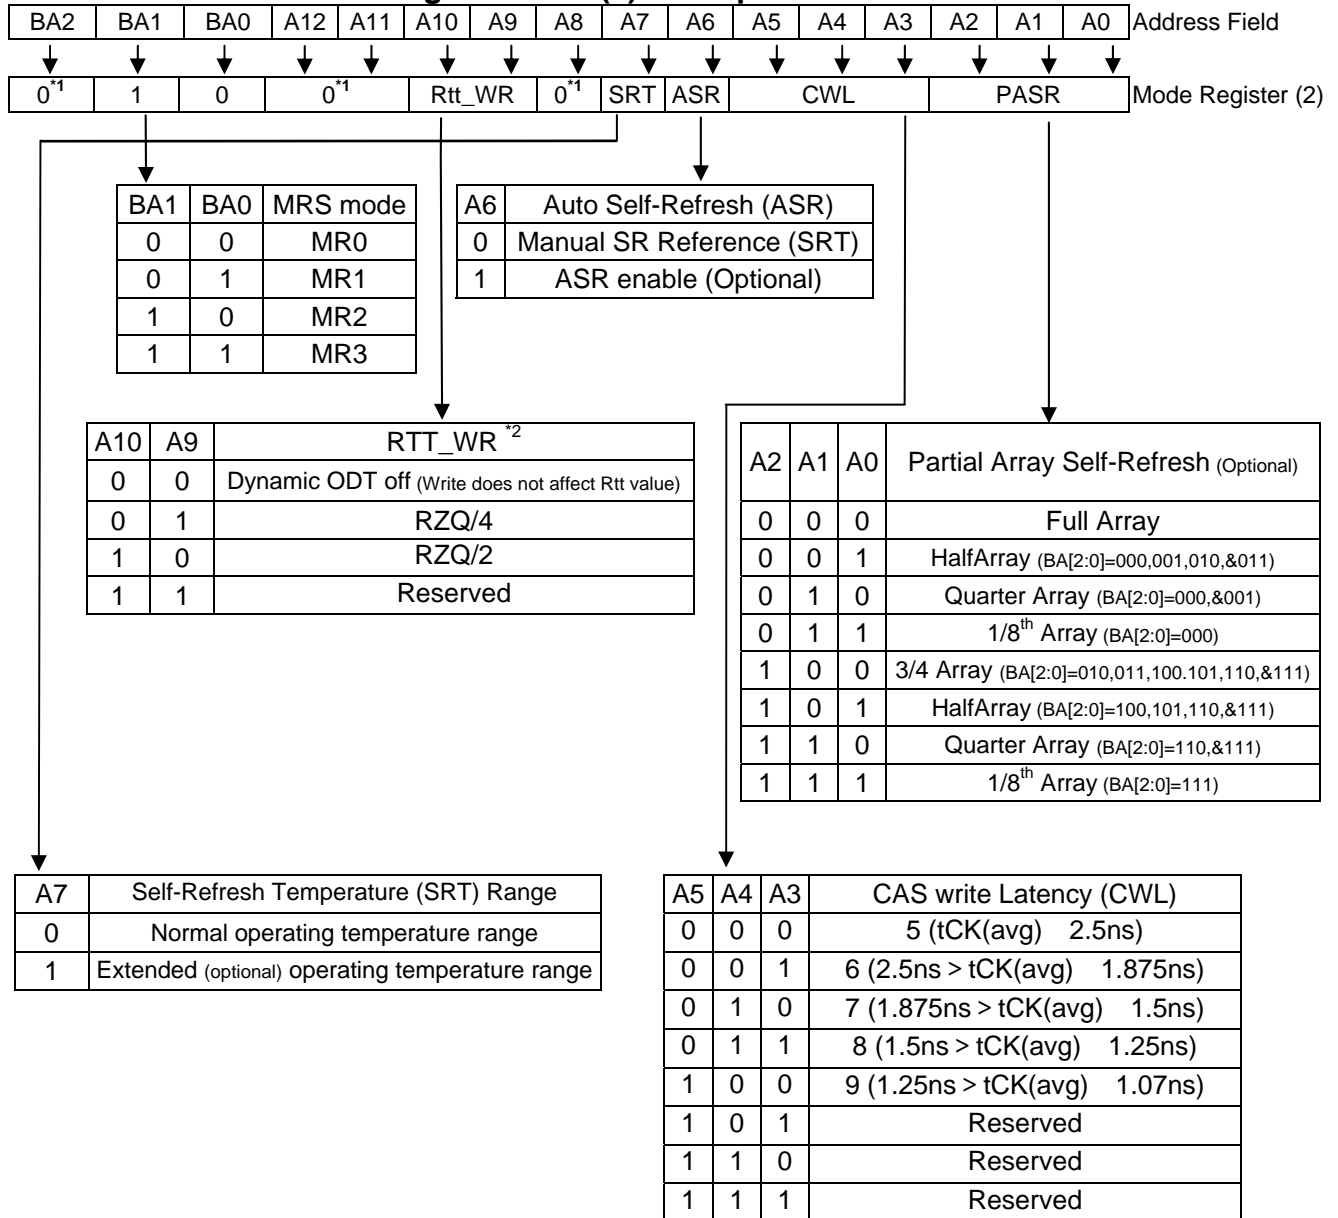 BA2 BA1 BA0 A12 A11 A10 A9 A8 A7 A6 A5 A4 A3 A2 A1 A0 Address Field
0*1 1 0 0*1 Rtt_WR 0*1 SRT ASR CWL PASR Mode Register (2)
BA1 BA0 MRS mode
0 0 MR0
0 1 MR1
1 0 MR2
1 1 MR3
A6 Auto Self-Refresh (ASR)
0 Manual SR Reference (SRT)
1 ASR enable (Optional)
A10 A9 RTT_WR *2
0 0 Dynamic ODT off (Write does not affect Rtt value)
0 1 RZQ/4
1 0 RZQ/2
1 1 Reserved
A2 A1 A0 Partial Array Self-Refresh (Optional)
0 0 0 Full Array
0 0 1 HalfArray (BA[2:0]=000,001,010,&011)
0 1 0 Quarter Array (BA[2:0]=000,&001)
0 1 1 1/8th Array (BA[2:0]=000)
1 0 0 3/4 Array (BA[2:0]=010,011,100.101,110,&111)
1 0 1 HalfArray (BA[2:0]=100,101,110,&111)
1 1 0 Quarter Array (BA[2:0]=110,&111)
1 1 1 1/8th Array (BA[2:0]=111)
A7 Self-Refresh Temperature (SRT) Range
0 Normal operating temperature range
1 Extended (optional) operating temperature range
A5 A4 A3 CAS write Latency (CWL)
0 0 0 5 (tCK(avg) 2.5ns)
0 0 1 6 (2.5ns > tCK(avg) 1.875ns)
0 1 0 7 (1.875ns > tCK(avg) 1.5ns)
0 1 1 8 (1.5ns > tCK(avg) 1.25ns)
1 0 0 9 (1.25ns > tCK(avg) 1.07ns)
1 0 1 Reserved
1 1 0 Reserved
1 1 1 Reserved